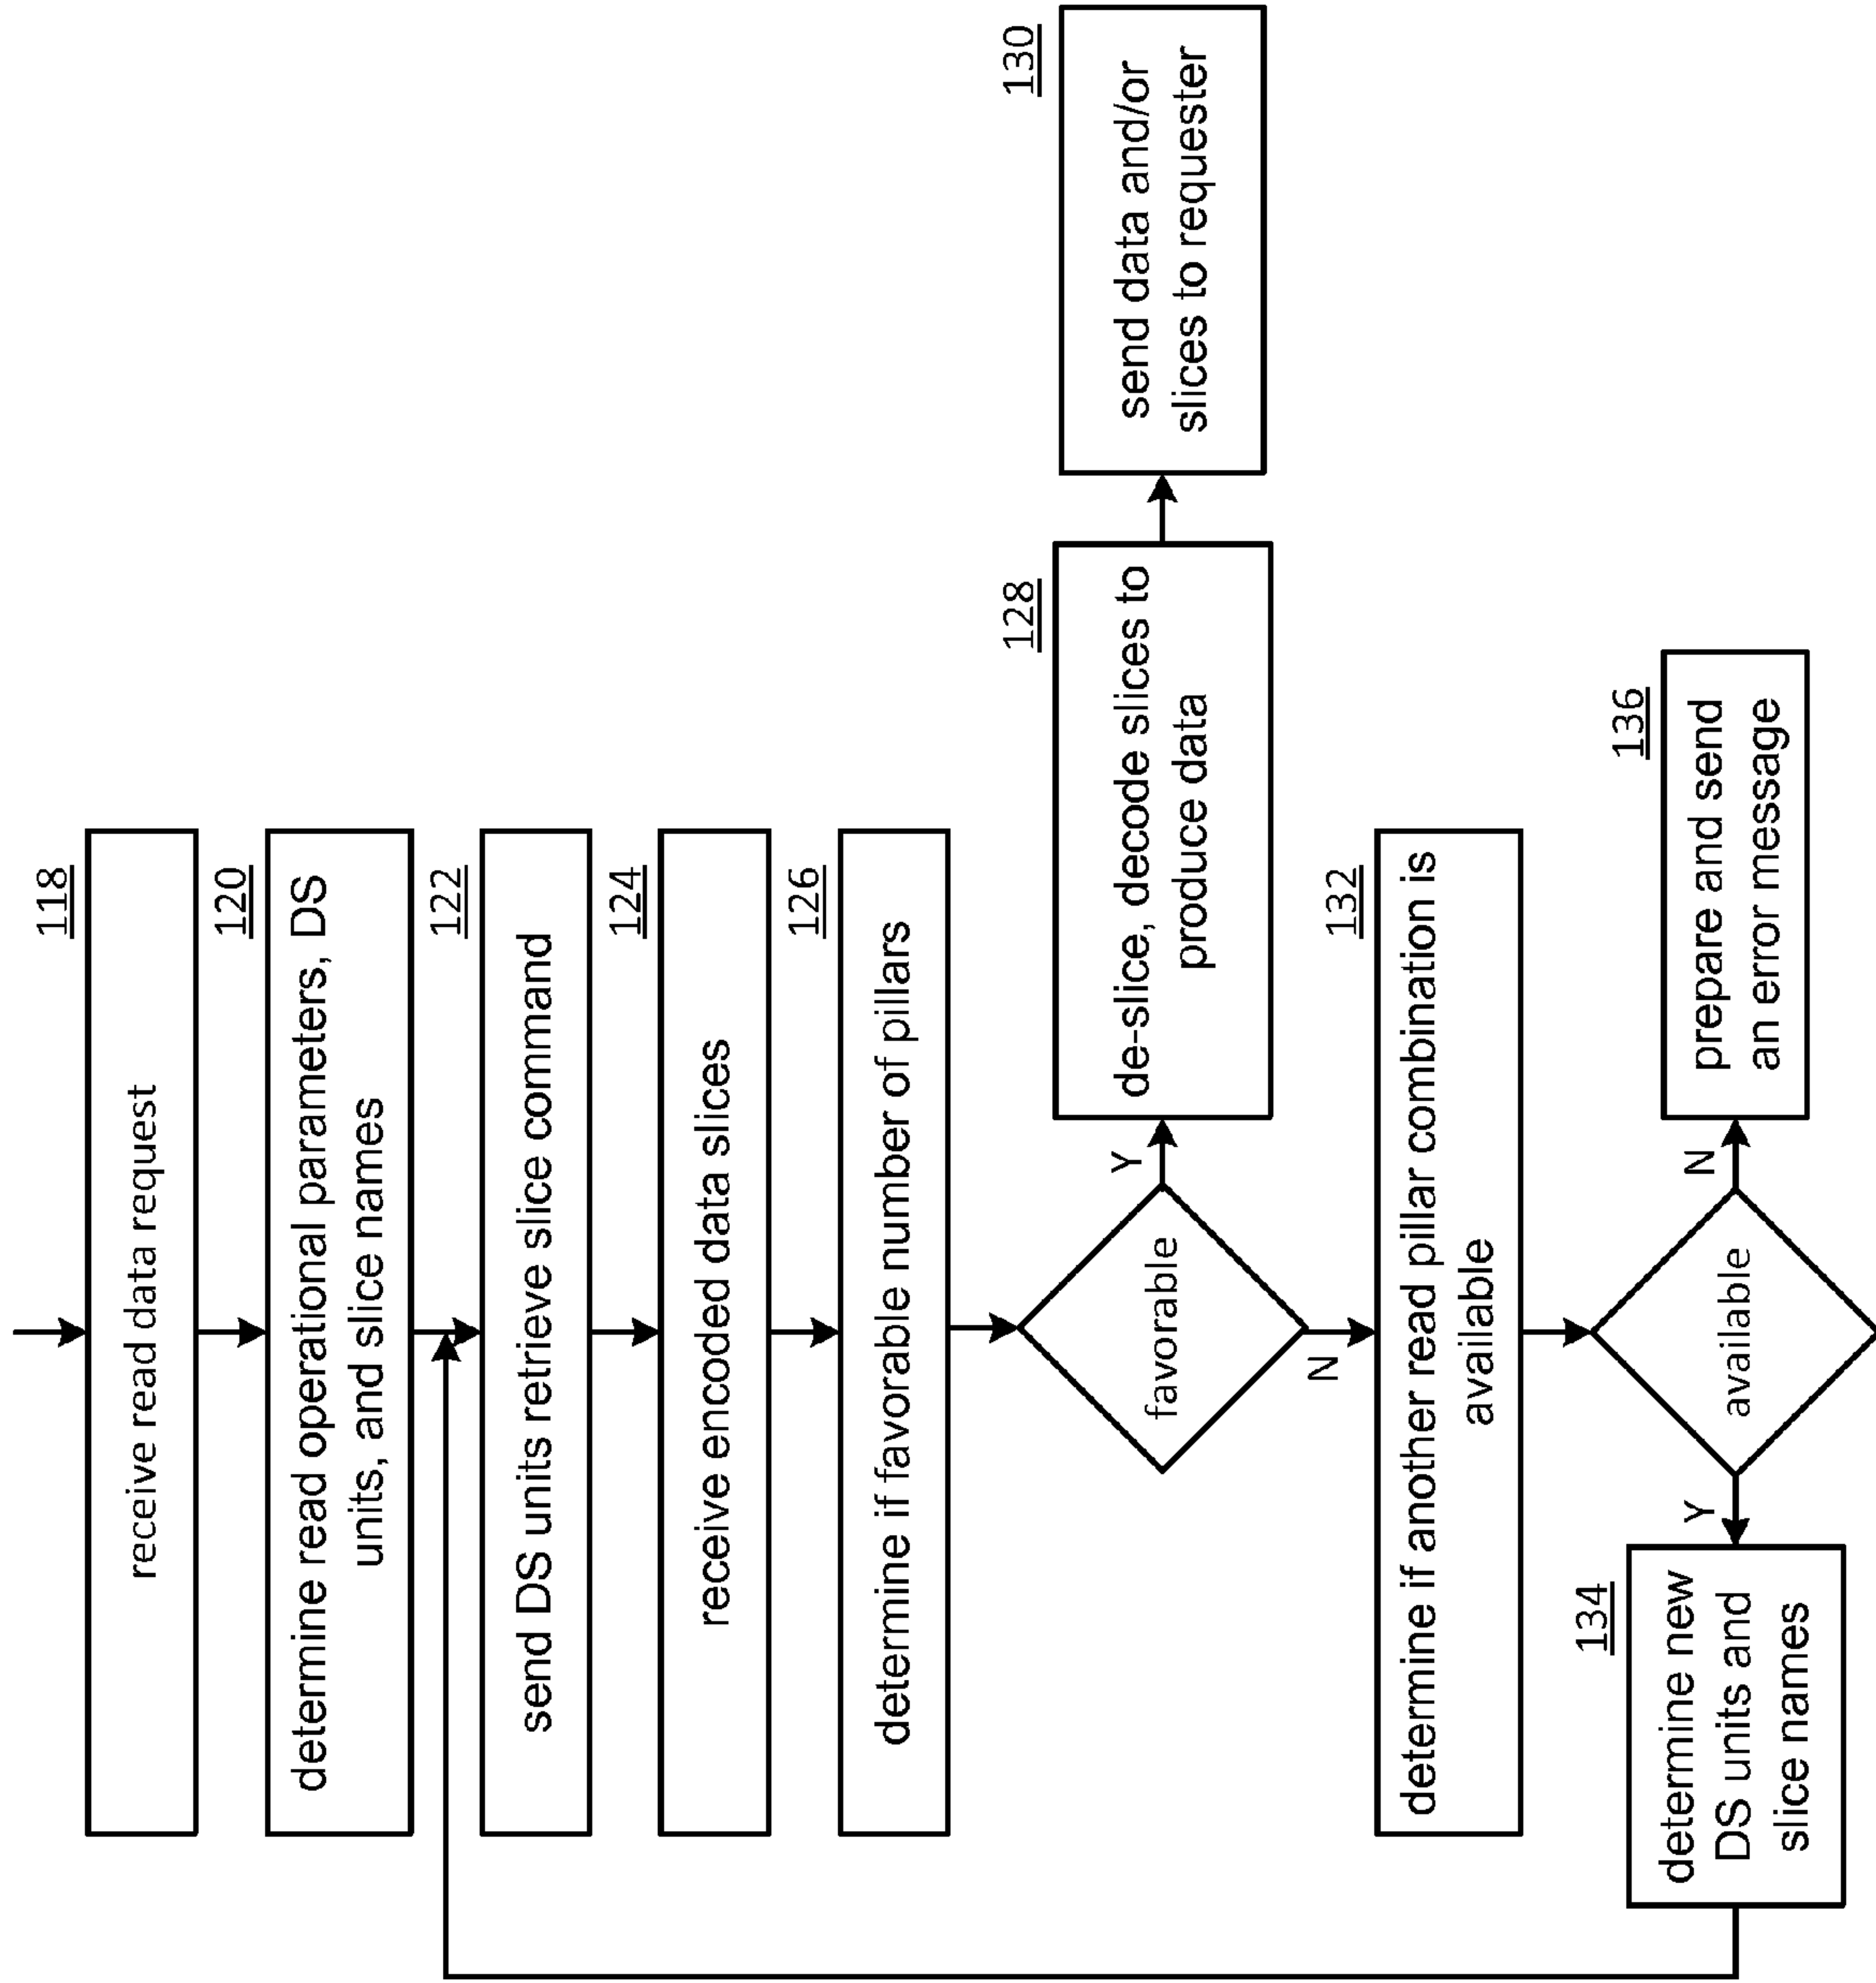 118
receive read data request
120
determine read operational parameters, DS
units, and slice names
122
send DS units retrieve slice command
124
receive encoded data slices
126
determine if favorable number of pillars
favorable
Y
N
128
de-slice, decode slices to
produce data
130
send data and/or
slices to requester
132
determine if another read pillar combination is
available
available
Y
N
134
determine new
DS units and
slice names
136
prepare and send
an error message